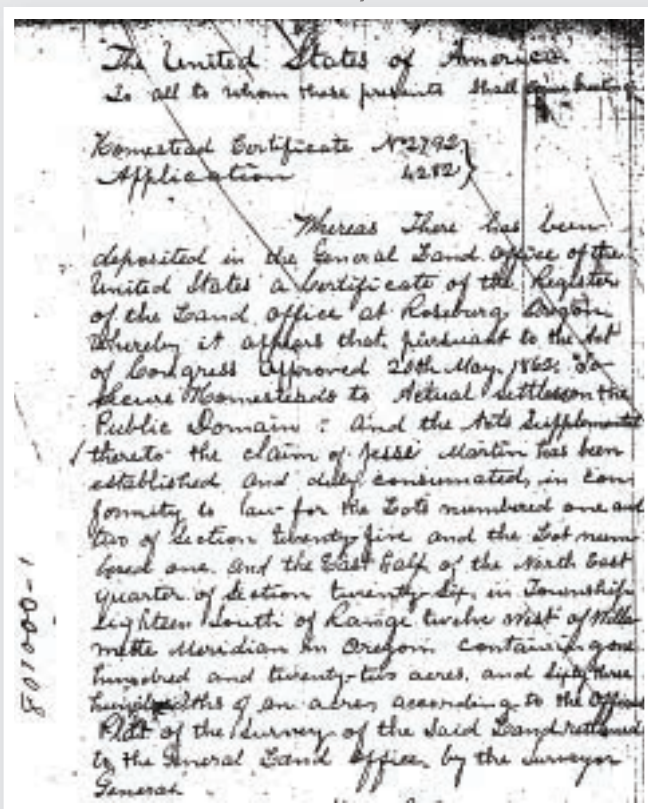 The United States of America.
To all to whom these presents Shall Come Greeting
Homestead Certificate No 2792
Application 4282
Whereas There has been
deposited in the General Land Office of the
United States a Certificate of the Register
of the Land Office at Roseburg Oregon.
Whereby it appears that, pursuant to the Act
of Congress Approved 20th May, 1862, To
Secure Homesteads to Actual Settlers on the
Public Domain: And the Acts Supplemental
thereto the claim of Jesse Martin has been
established and duly consumated, in Con
formity to law for the Lots numbered one and
two of Section twenty-five and the Lot num
bered one, and the East half of the North East
quarter of Section twenty-six, in Township
Eighteen South of Range twelve West of Willa
mette Meridian in Oregon containing one
hundred and twenty-two acres, and sixty three
hundredths of an acre, according to the Official
Plat of the Survey of the Said Land returned
to the General Land Office, by the Surveyor
General